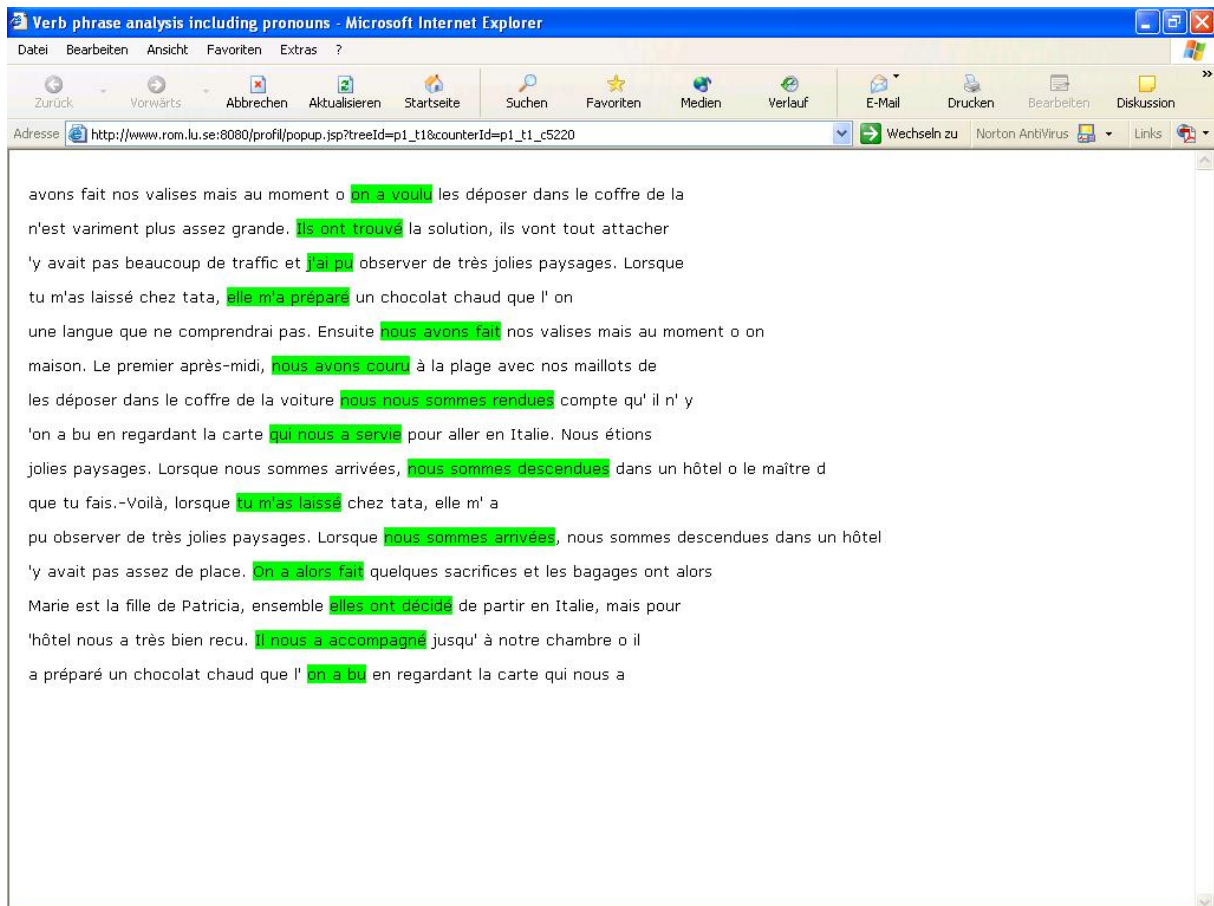 Verb phrase analysis including pronouns - Microsoft Internet Explorer
Datei Bearbeiten Ansicht Favoriten Extras ?
Zurück Vorwärts Abbrechen Aktualisieren Startseite Suchen Favoriten Medien Verlauf E-Mail Drucken Bearbeiten Diskussion »
Adresse http://www.rom.lu.se:8080/profil/popup.jsp?treeId=p1_t1&counterId=p1_t1_c5220 Wechseln zu Norton AntiVirus Links
avons fait nos valises mais au moment o on a voulu les déposer dans le coffre de la
n'est variment plus assez grande. Ils ont trouvé la solution, ils vont tout attacher
'y avait pas beaucoup de traffic et j'ai pu observer de très jolies paysages. Lorsque
tu m'as laissé chez tata, elle m'a préparé un chocolat chaud que l' on
une langue que ne comprendrai pas. Ensuite nous avons fait nos valises mais au moment o on
maison. Le premier après-midi, nous avons couru à la plage avec nos maillots de
les déposer dans le coffre de la voiture nous nous sommes rendues compte qu' il n' y
'on a bu en regardant la carte qui nous a servie pour aller en Italie. Nous étions
jolies paysages. Lorsque nous sommes arrivées, nous sommes descendues dans un hôtel o le maître d
que tu fais.-Voilà, lorsque tu m'as laissé chez tata, elle m' a
pu observer de très jolies paysages. Lorsque nous sommes arrivées, nous sommes descendues dans un hôtel
'y avait pas assez de place. On a alors fait quelques sacrifices et les bagages ont alors
Marie est la fille de Patricia, ensemble elles ont décidé de partir en Italie, mais pour
'hôtel nous a très bien recu. Il nous a accompagné jusqu' à notre chambre o il
a préparé un chocolat chaud que l' on a bu en regardant la carte qui nous a